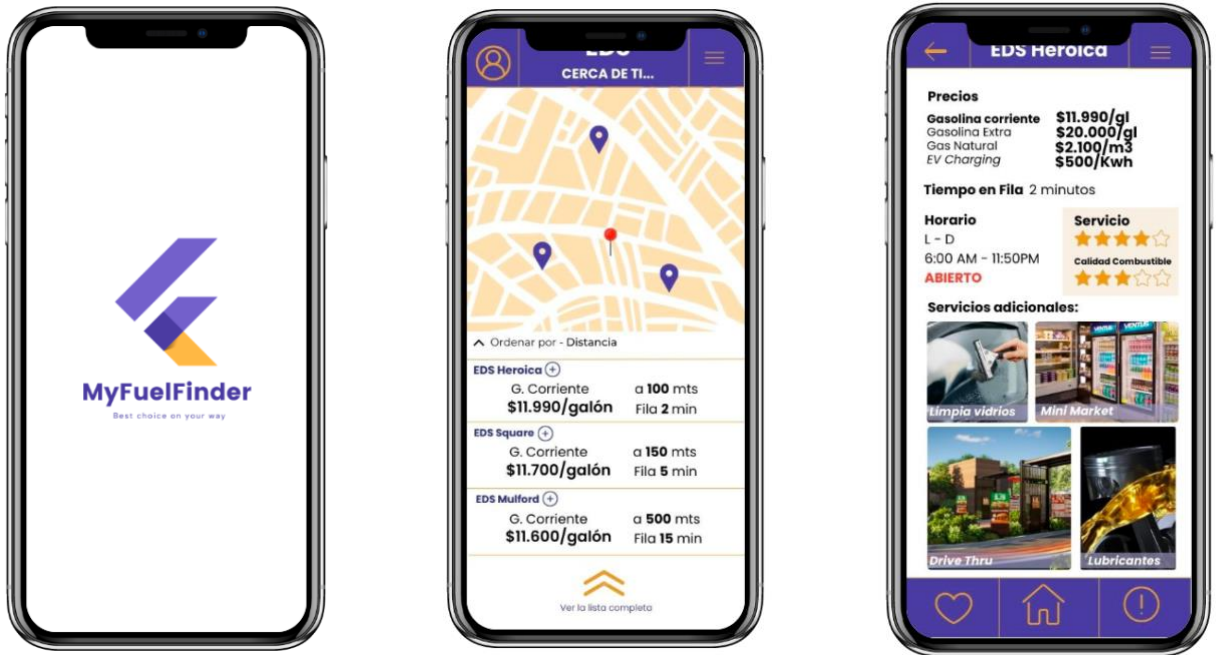 MyFuelFinder
Best choice on your way
EDS
CERCA DE TI...
Ordenar por - Distancia
EDS Heroica
G. Corriente a 100 mts
$11.990/galón Fila 2 min
EDS Square
G. Corriente a 150 mts
$11.700/galón Fila 5 min
EDS Mulford
G. Corriente a 500 mts
$11.600/galón Fila 15 min
Ver la lista completa
EDS Heroica
Precios
Gasolina corriente $11.990/gl
Gasolina Extra $20.000/gl
Gas Natural $2.100/m3
EV Charging $500/Kwh
Tiempo en Fila 2 minutos
Horario
L - D
6:00 AM - 11:50PM
ABIERTO
Servicio
Calidad Combustible
Servicios adicionales:
Limpia vidrios
Mini Market
Drive Thru
Lubricantes